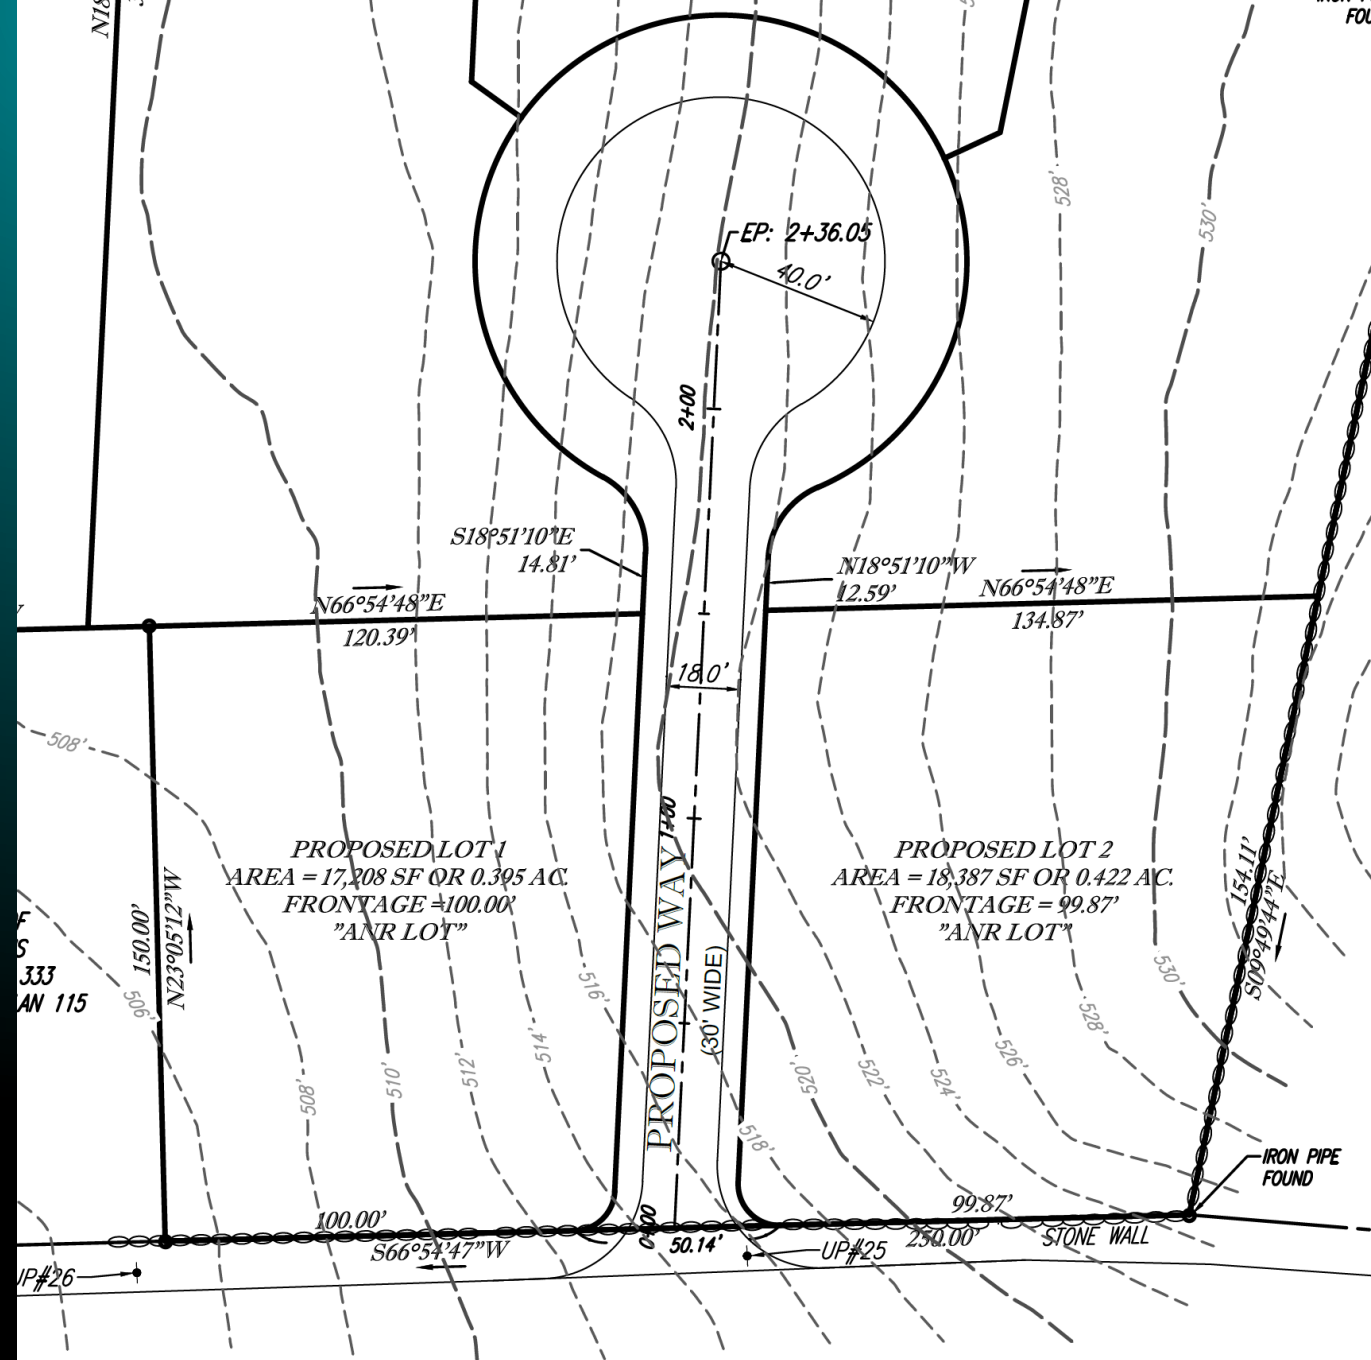 N18
FOU
528'
530'
EP: 2+36.05
40.0'
2+00
S18°51'10"E
14.81'
N18°51'10"W
12.59'
N66°54'48"E
120.39'
N66°54'48"E
134.87'
18.0'
508'
1+00
PROPOSED LOT 1
AREA = 17,208 SF OR 0.395 AC.
FRONTAGE =100.00'
"ANR LOT"
PROPOSED LOT 2
AREA = 18,387 SF OR 0.422 AC.
FRONTAGE = 99.87'
"ANR LOT"
150.00'
N23°05'12"W
154.11'
S09°49'44"E
PROPOSED WAY
(30' WIDE)
F
S
333
AN 115
506'
508'
510'
512'
514'
516'
518'
520'
522'
524'
526'
528'
530'
IRON PIPE
FOUND
100.00'
S66°54'47"W
0+00
50.14'
99.87'
250.00'
STONE WALL
UP#25
UP#26